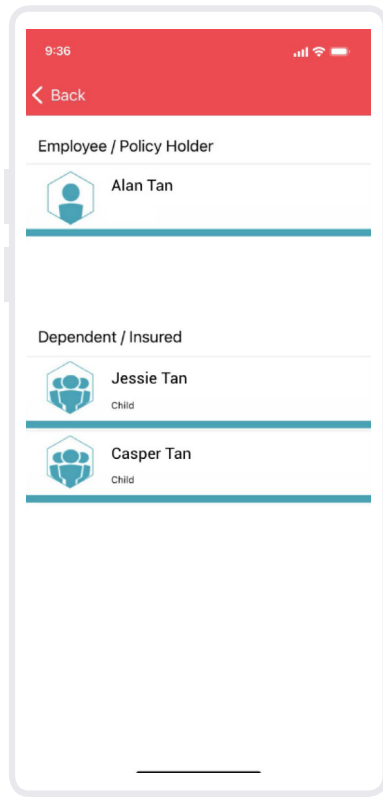 9:36
Back
Employee / Policy Holder
Alan Tan
Dependent / Insured
Jessie Tan
Child
Casper Tan
Child